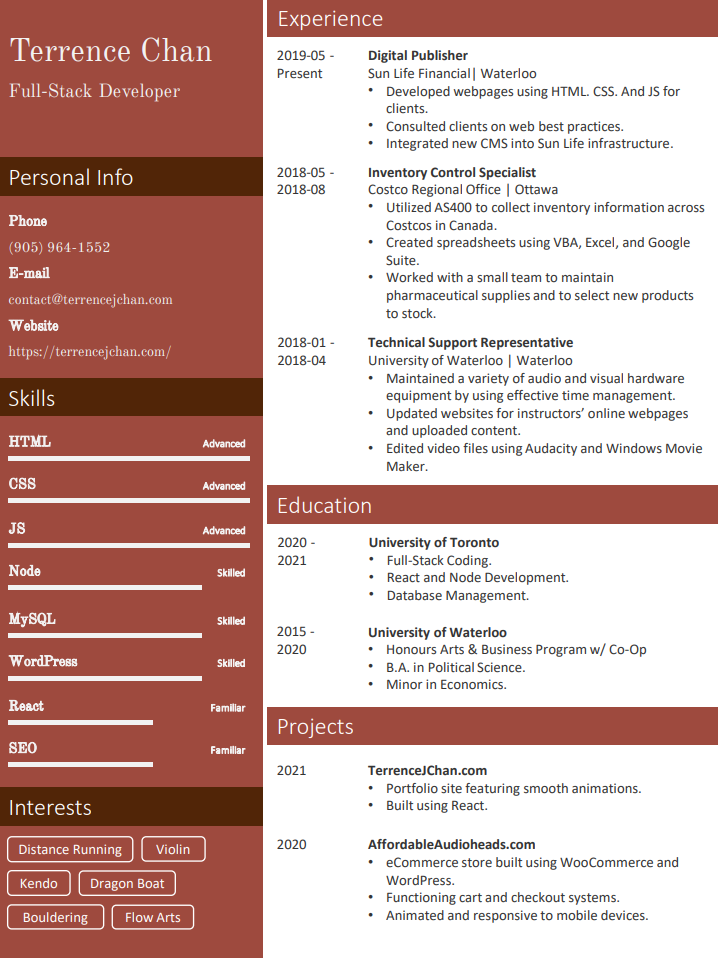 Terrence Chan
Full-Stack Developer
Personal Info
Phone
(905) 964-1552
E-mail
contact@terrencejchan.com
Website
https://terrencejchan.com/
Skills
HTML Advanced
CSS Advanced
JS Advanced
Node Skilled
MySQL Skilled
WordPress Skilled
React Familiar
SEO Familiar
Interests
Distance Running Violin
Kendo Dragon Boat
Bouldering Flow Arts
Experience
2019-05 - Digital Publisher
Present Sun Life Financial| Waterloo
• Developed webpages using HTML. CSS. And JS for
clients.
• Consulted clients on web best practices.
• Integrated new CMS into Sun Life infrastructure.
2018-05 - Inventory Control Specialist
2018-08 Costco Regional Office | Ottawa
• Utilized AS400 to collect inventory information across
Costcos in Canada.
• Created spreadsheets using VBA, Excel, and Google
Suite.
• Worked with a small team to maintain
pharmaceutical supplies and to select new products
to stock.
2018-01 - Technical Support Representative
2018-04 University of Waterloo | Waterloo
• Maintained a variety of audio and visual hardware
equipment by using effective time management.
• Updated websites for instructors’ online webpages
and uploaded content.
• Edited video files using Audacity and Windows Movie
Maker.
Education
2020 - University of Toronto
2021 • Full-Stack Coding.
• React and Node Development.
• Database Management.
2015 - University of Waterloo
2020 • Honours Arts & Business Program w/ Co-Op
• B.A. in Political Science.
• Minor in Economics.
Projects
2021 TerrenceJChan.com
• Portfolio site featuring smooth animations.
• Built using React.
2020 AffordableAudioheads.com
• eCommerce store built using WooCommerce and
WordPress.
• Functioning cart and checkout systems.
• Animated and responsive to mobile devices.